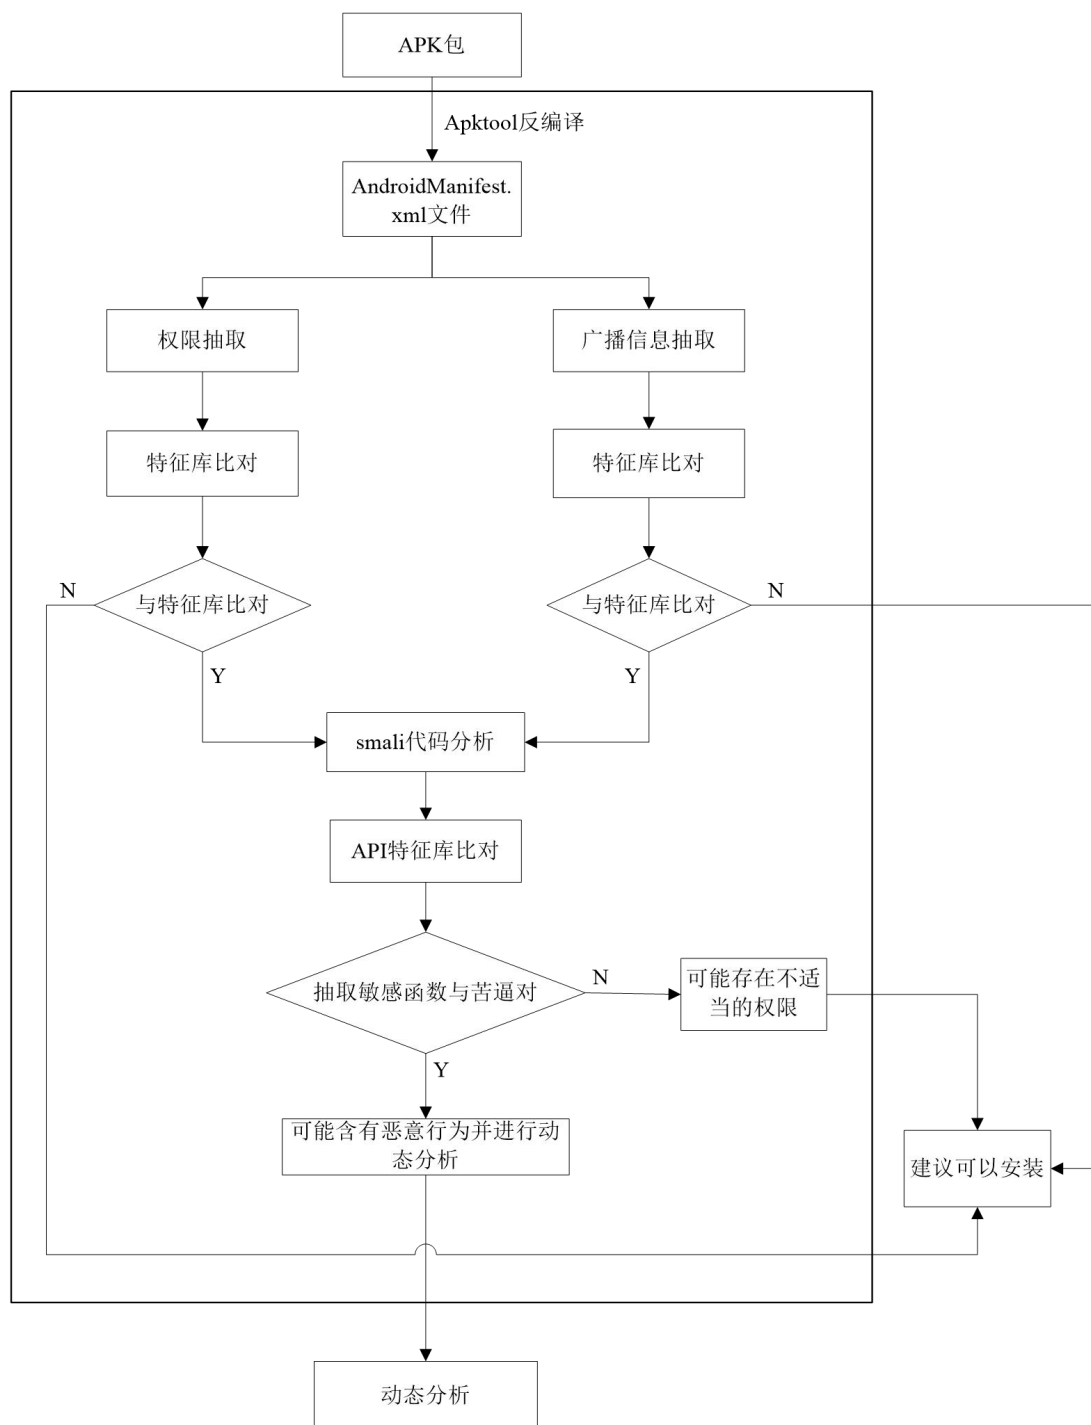 APK包
Apktool反编译
AndroidManifest.
xml文件
权限抽取
广播信息抽取
特征库比对
特征库比对
N
与特征库比对
与特征库比对
N
Y
Y
smali代码分析
API特征库比对
抽取敏感函数与苦逼对
N
可能存在不适
当的权限
Y
可能含有恶意行为并进行动
态分析
建议可以安装
动态分析